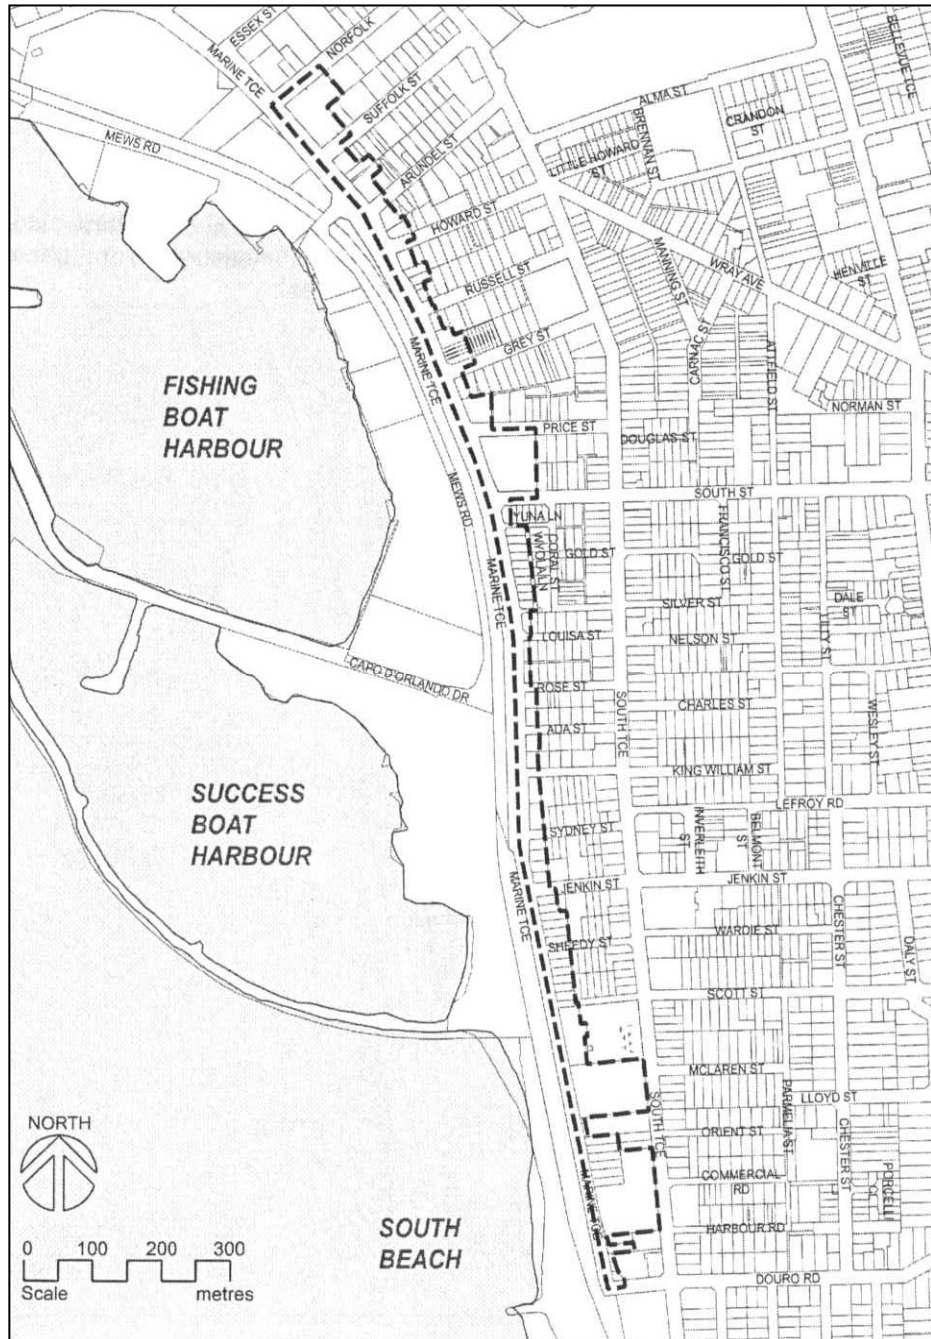 ESSEX ST
NORFOLK
MARINE TCE
SUFFOLK ST
BELLEVUE TCE
ALMA ST
CRANDON
ST
MEWS RD
ARUNDEL ST
BRENNAN ST
LITTLE HOWARD
ST
HOWARD ST
MANNING ST
WRAY AVE
HENVILLE
ST
RUSSELL ST
GREY ST
MARINE TCE
CARNAC ST
ATTFIELD ST
FISHING
BOAT
HARBOUR
NORMAN ST
PRICE ST
DOUGLAS ST
MEWS RD
SOUTH ST
YUNA LN
WYOLA LN
CORAL ST
GOLD ST
FRANCISCO S
GOLD ST
MARINE TCE
SILVER ST
DALE
ST
LOUISA ST
NELSON ST
TILLY ST
CAPO D'ORLANDO DR
ROSE ST
SOUTH TCE
CHARLES ST
WESLEY ST
ADA ST
KING WILLIAM ST
SUCCESS
BOAT
HARBOUR
LEFROY RD
SYDNEY ST
INVERLEITH
ST
BELMONT
ST
MARINE TCE
JENKIN ST
JENKIN ST
CHESTER ST
SHEEDY ST
WARDIE ST
DALY ST
SCOTT ST
MCLAREN ST
LLOYD ST
SOUTH TCE
PARMELIA ST
NORTH
ORIENT ST
CHESTER ST
COMMERCIAL
RD
PORCELLI
CT
MARINE TCE
HARBOUR RD
SOUTH
BEACH
0 100 200 300
Scale metres
DOURO RD